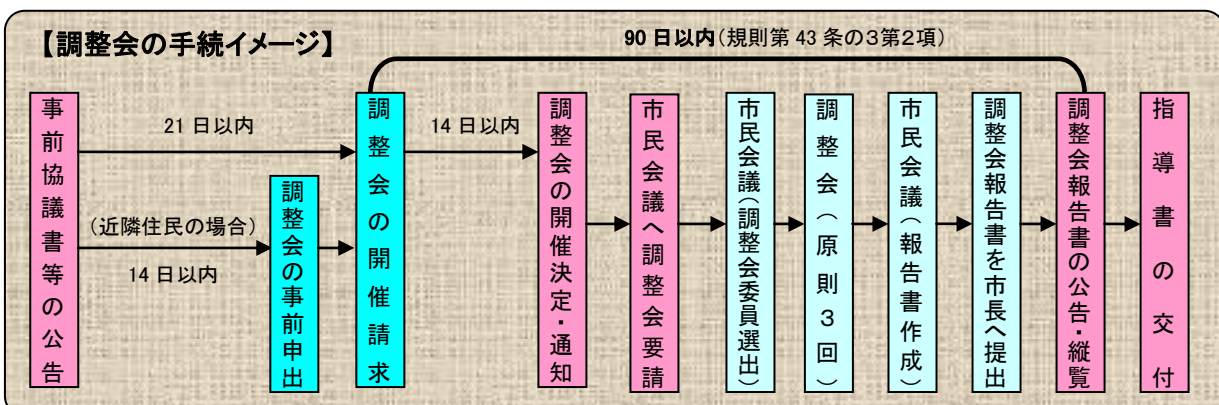 【調整会の手続イメージ】
90日以内(規則第43条の3第2項)
事前協議書等の公告
21日以内
(近隣住民の場合)
14日以内
調整会の事前申出
調整会の開催請求
14日以内
調整会の開催決定・通知
市民会議へ調整会要請
市民会議(調整会委員選出)
調整会(原則3回)
市民会議(報告書作成)
調整会報告書を市長へ提出
調整会報告書の公告・縦覧
指導書の交付